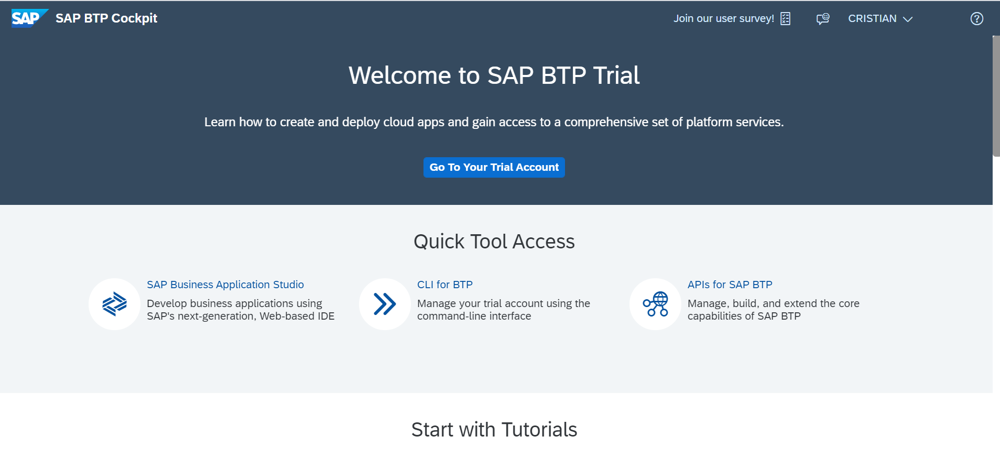 SAP SAP BTP Cockpit
Join our user survey! CRISTIAN ?
Welcome to SAP BTP Trial
Learn how to create and deploy cloud apps and gain access to a comprehensive set of platform services.
Go To Your Trial Account
Quick Tool Access
SAP Business Application Studio
Develop business applications using
SAP's next-generation, Web-based IDE
CLI for BTP
Manage your trial account using the
command-line interface
APIs for SAP BTP
Manage, build, and extend the core
capabilities of SAP BTP
Start with Tutorials